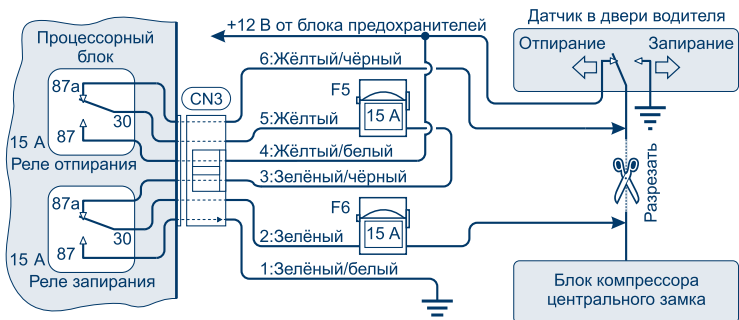 +12 В от блока предохранителей
Датчик в двери водителя
Процессорный
блок
87а
30
87
15 А
Реле отпирания
87а
30
87
15 А
Реле запирания
CN3
6:Жёлтый/чёрный
F5
15 А
5:Жёлтый
4:Жёлтый/белый
3:Зелёный/чёрный
F6
15 А
2:Зелёный
1:Зелёный/белый
Отпирание
Запирание
Разрезать
Блок компрессора
центрального замка